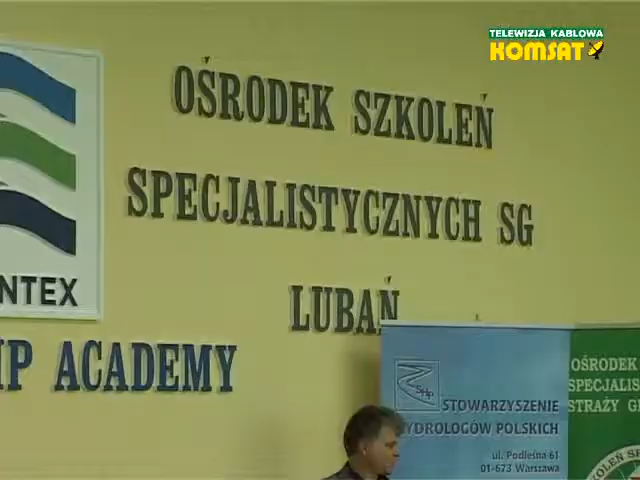 TELEWIZJA KABLOWA
KOMSAT
OŚRODEK SZKOLEŃ
SPECJALISTYCZNYCH SG
LUBAŃ
NTEX
IP ACADEMY
SHP
STOWARZYSZENIE
YDROLOGÓW POLSKICH
ul. Podleśna 61
01-673 Warszawa
OŚRODEK
SPECJALIS
STRAŻY G